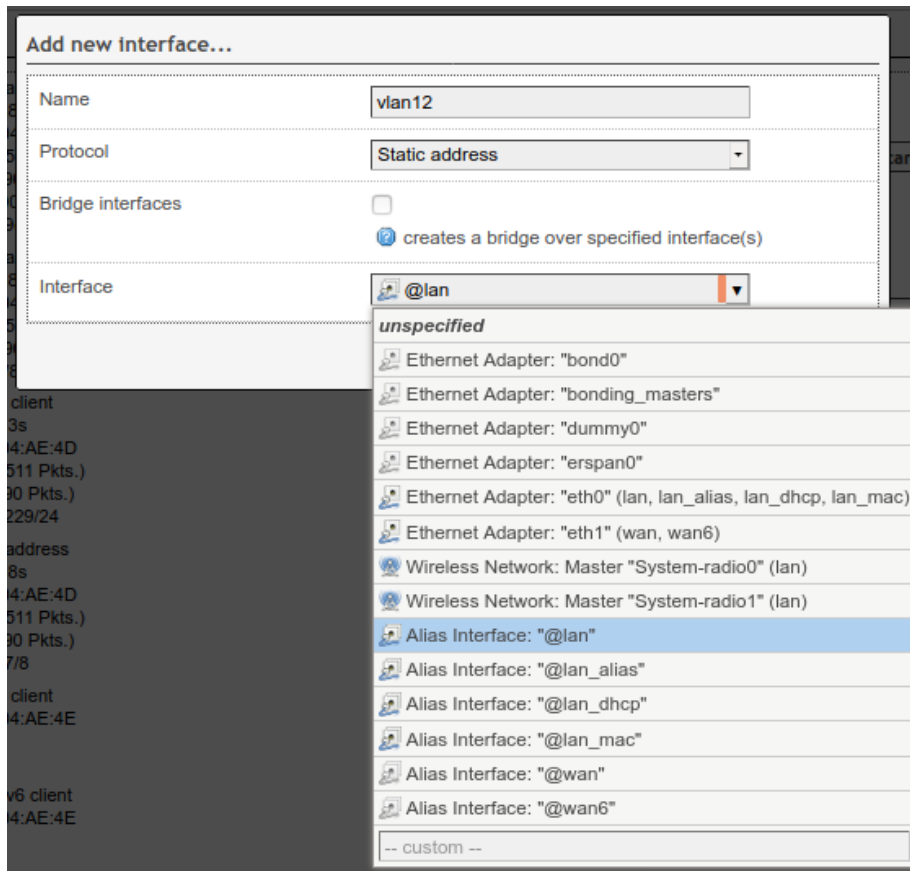 Add new interface...
Name
vlan12
Protocol
Static address
Bridge interfaces
creates a bridge over specified interface(s)
Interface
@lan
unspecified
Ethernet Adapter: "bond0"
Ethernet Adapter: "bonding_masters"
Ethernet Adapter: "dummy0"
Ethernet Adapter: "erspan0"
Ethernet Adapter: "eth0" (lan, lan_alias, lan_dhcp, lan_mac)
Ethernet Adapter: "eth1" (wan, wan6)
Wireless Network: Master "System-radio0" (lan)
Wireless Network: Master "System-radio1" (lan)
Alias Interface: "@lan"
Alias Interface: "@lan_alias"
Alias Interface: "@lan_dhcp"
Alias Interface: "@lan_mac"
Alias Interface: "@wan"
Alias Interface: "@wan6"
-- custom --
client
3s
04:AE:4D
511 Pkts.)
90 Pkts.)
229/24
address
8s
04:AE:4D
511 Pkts.)
90 Pkts.)
7/8
client
04:AE:4E
v6 client
04:AE:4E